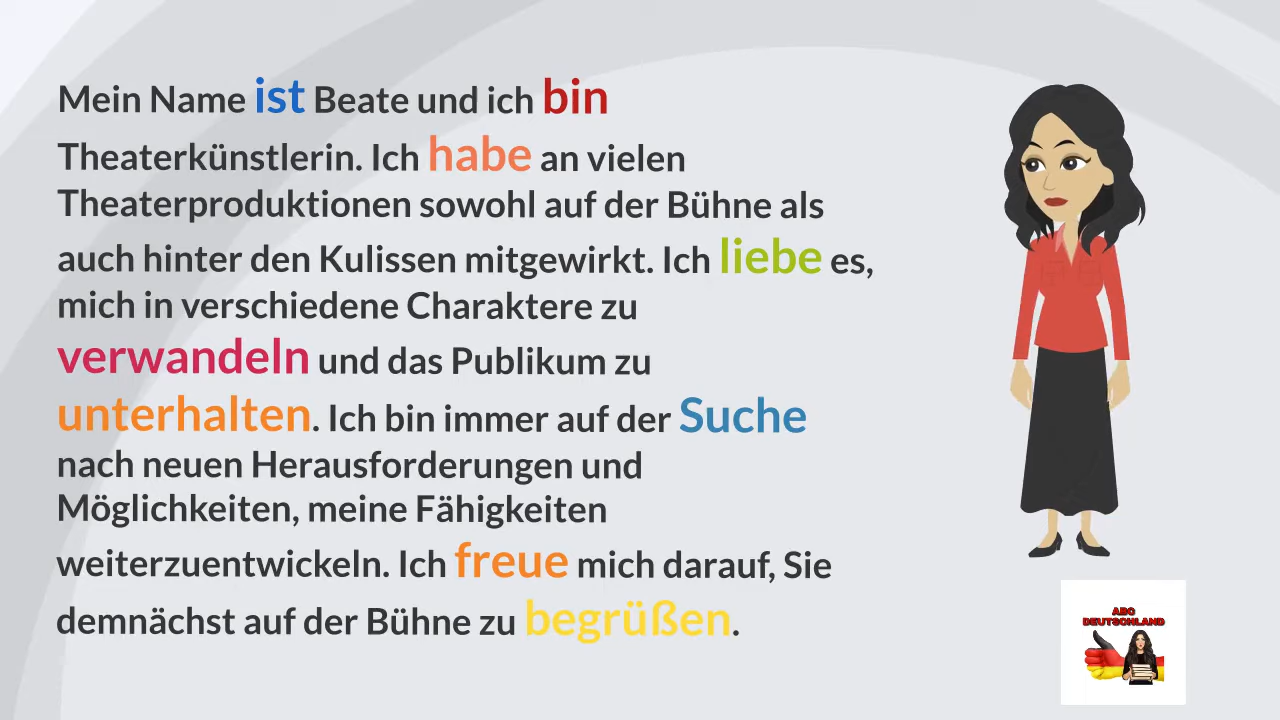 Mein Name ist Beate und ich bin
Theaterkünstlerin. Ich habe an vielen
Theaterproduktionen sowohl auf der Bühne als
auch hinter den Kulissen mitgewirkt. Ich liebe es,
mich in verschiedene Charaktere zu
verwandeln und das Publikum zu
unterhalten. Ich bin immer auf der Suche
nach neuen Herausforderungen und
Möglichkeiten, meine Fähigkeiten
weiterzuentwickeln. Ich freue mich darauf, Sie
demnächst auf der Bühne zu begrüßen.
ABC
DEUTSCHLAND